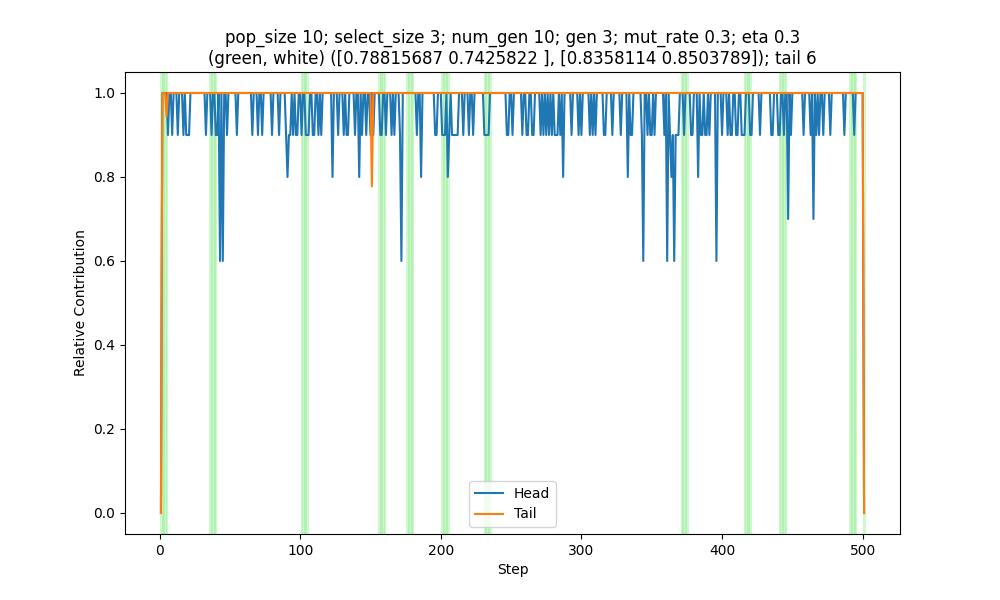 pop_size 10; select_size 3; num_gen 10; gen 3; mut_rate 0.3; eta 0.3
(green, white) ([0.78815687 0.7425822 ], [0.8358114 0.8503789]); tail 6
1.0
0.8
0.6
0.4
0.2
0.0
Relative Contribution
Head
Tail
0 100 200 300 400 500
Step